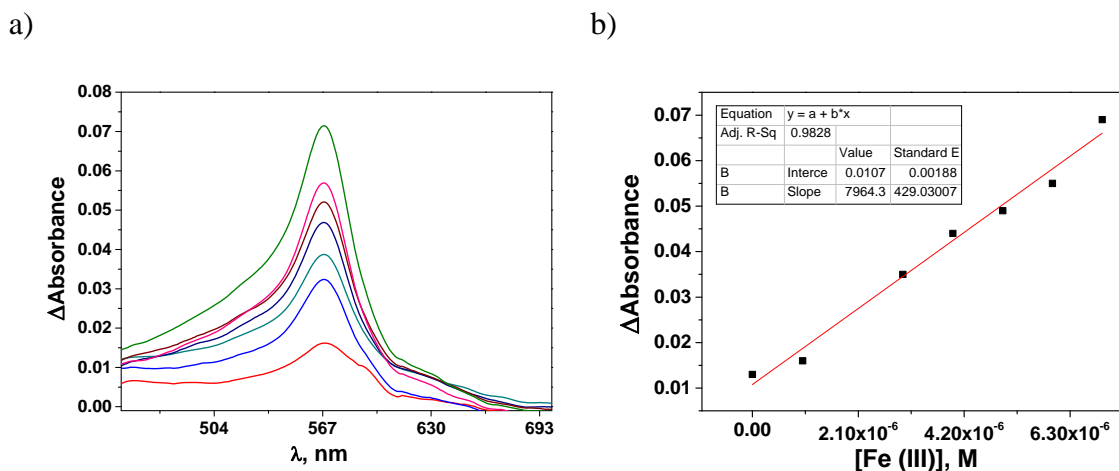 a)
b)
0.08
0.07
0.06
0.05
0.04
0.03
0.02
0.01
0.00
ΔAbsorbance
504 567 630 693
λ, nm
0.07
0.06
0.05
0.04
0.03
0.02
0.01
ΔAbsorbance
Equation y = a + b*x
Adj. R-Sq 0.9828
Value Standard E
B Interce 0.0107 0.00188
B Slope 7964.3 429.03007
0.00 2.10x10⁻⁶ 4.20x10⁻⁶ 6.30x10⁻⁶
[Fe (III)], M